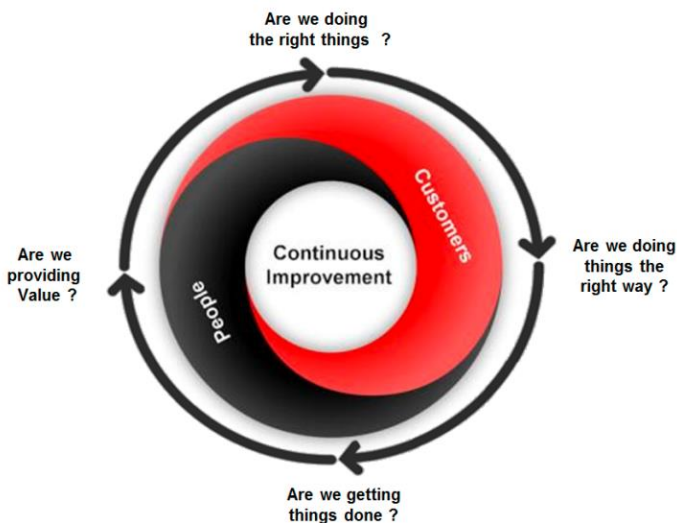 Are we doing
the right things ?
Customers
Are we doing
things the
right way ?
Continuous
Improvement
Are we
providing
Value ?
People
Are we getting
things done ?